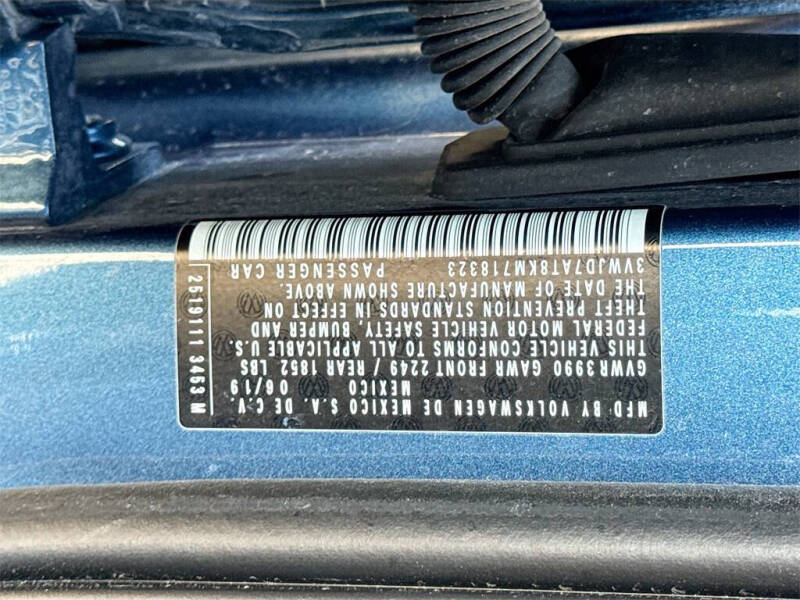 MFD BY VOLKSWAGEN DE MEXICO S.A. DE C.V.
MEXICO 06/19
GVWR 3990 GAWR FRONT 2249 / REAR 1852 LBS
THIS VEHICLE CONFORMS TO ALL APPLICABLE U.S.
FEDERAL MOTOR VEHICLE SAFETY, BUMPER AND
THEFT PREVENTION STANDARDS IN EFFECT ON
THE DATE OF MANUFACTURE SHOWN ABOVE.
3VWJD7AT8KM718323 PASSENGER CAR
2519111 3453 M